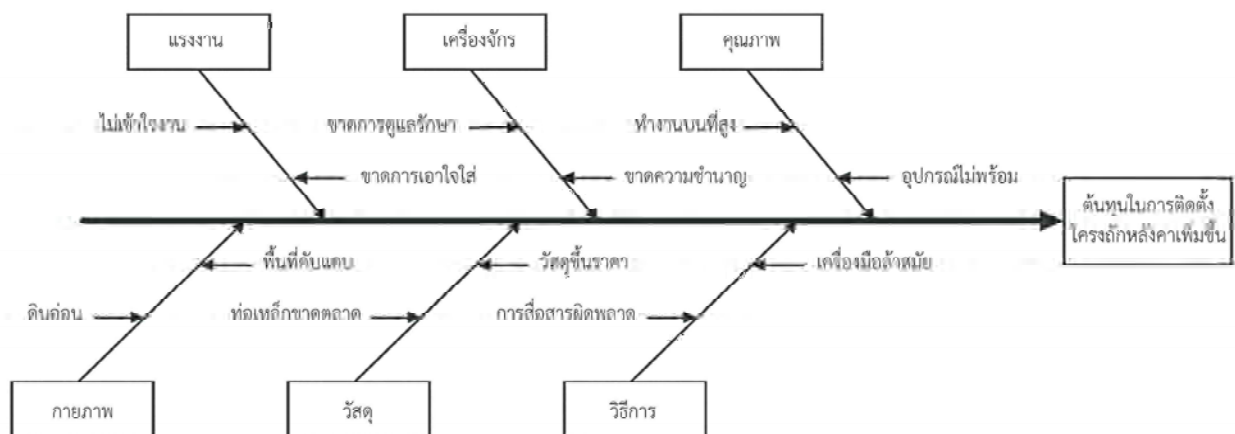 แรงงาน
เครื่องจักร
คุณภาพ
ไม่เข้าใจงาน
ขาดการดูแลรักษา
ทำงานบนที่สูง
ขาดการเอาใจใส่
ขาดความชำนาญ
อุปกรณ์ไม่พร้อม
ต้นทุนในการติดตั้ง
โครงถักหลังคาเพิ่มขึ้น
พื้นที่คับแคบ
วัสดุขึ้นราคา
เครื่องมือล้าสมัย
ดินอ่อน
ท่อเหล็กขาดตลาด
การสื่อสารผิดพลาด
กายภาพ
วัสดุ
วิธีการ